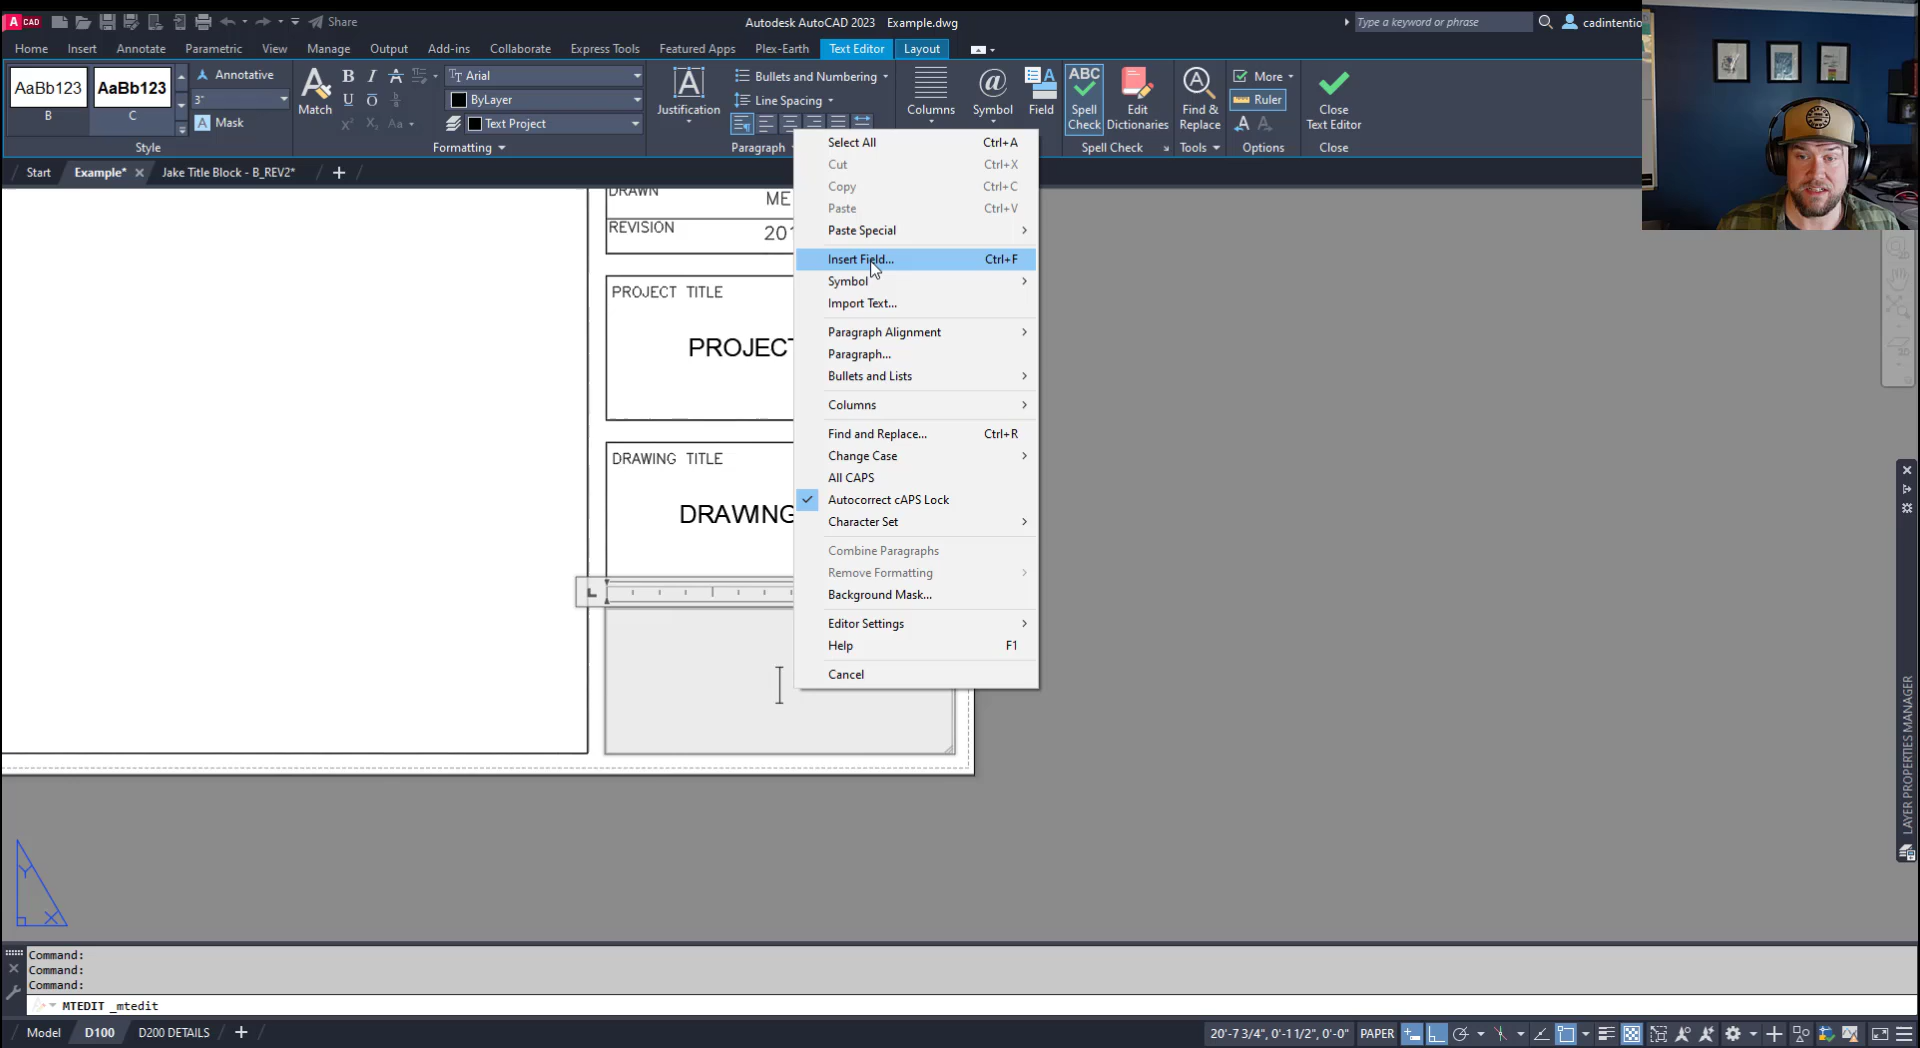 A CAD
Share
Autodesk AutoCAD 2023 Example.dwg
Type a keyword or phrase
cadintentio
Home Insert Annotate Parametric View Manage Output Add-ins Collaborate Express Tools Featured Apps Plex-Earth Text Editor Layout
AaBb123 AaBb123
B C
Annotative
3"
A Mask
Style
Match
B I A
U O
Aa
Arial
ByLayer
Text Project
Formatting
Justification
Bullets and Numbering
Line Spacing
Paragraph
Columns
Symbol
Field
ABC
Spell
Check
Edit
Dictionaries
Spell Check
Find &
Replace
Tools
More
Ruler
Options
Close
Text Editor
Close
Start Example* Jake Title Block - B_REV2*
DRAWN ME
REVISION 201
PROJECT TITLE
PROJECT
DRAWING TITLE
DRAWING
Select All Ctrl+A
Cut Ctrl+X
Copy Ctrl+C
Paste Ctrl+V
Paste Special
Insert Field... Ctrl+F
Symbol
Import Text...
Paragraph Alignment
Paragraph...
Bullets and Lists
Columns
Find and Replace... Ctrl+R
Change Case
All CAPS
Autocorrect cAPS Lock
Character Set
Combine Paragraphs
Remove Formatting
Background Mask...
Editor Settings
Help F1
Cancel
LAYER PROPERTIES MANAGER
Y
X
Command:
Command:
Command:
MTEDIT _mtedit
Model D100 D200 DETAILS
20'-7 3/4", 0'-11/2", 0'-0" PAPER